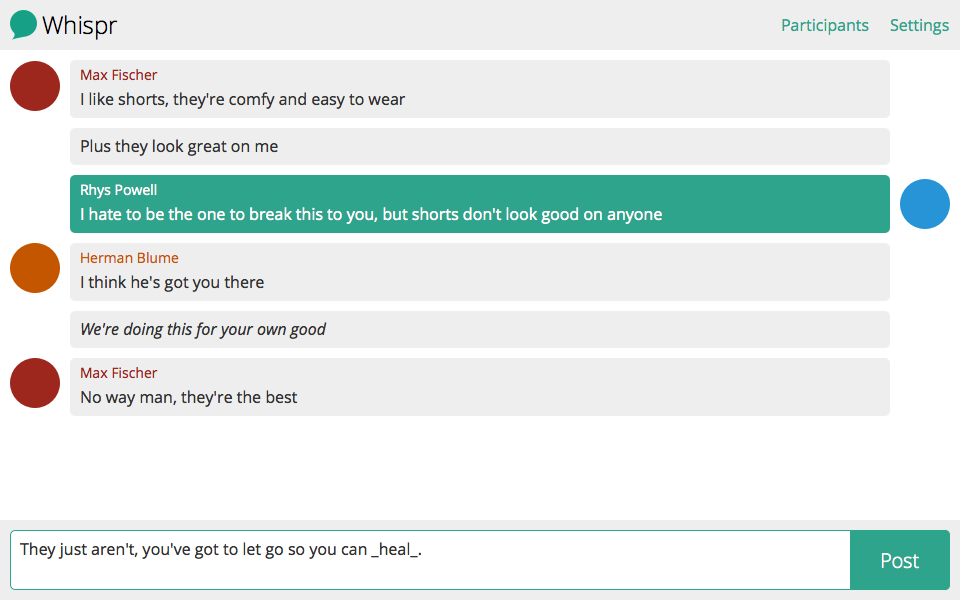 Whispr
Participants
Settings
Max Fischer
I like shorts, they're comfy and easy to wear
Plus they look great on me
Rhys Powell
I hate to be the one to break this to you, but shorts don't look good on anyone
Herman Blume
I think he's got you there
We're doing this for your own good
Max Fischer
No way man, they're the best
They just aren't, you've got to let go so you can _heal_.
Post